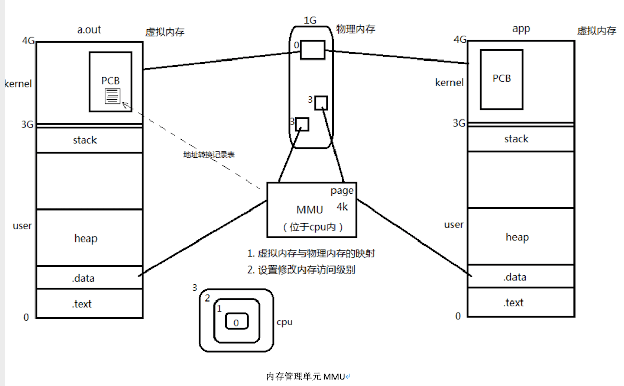 a.out
虚拟内存
4G
kernel
PCB
3G
stack
user
heap
.data
.text
0
1G
物理内存
0
3
3
地址转换记录表
page
MMU
4k
(位于cpu内)
1. 虚拟内存与物理内存的映射
2. 设置修改内存访问级别
3
2
1
0
cpu
app
虚拟内存
4G
kernel
PCB
3G
stack
user
heap
.data
.text
0
内存管理单元 MMU